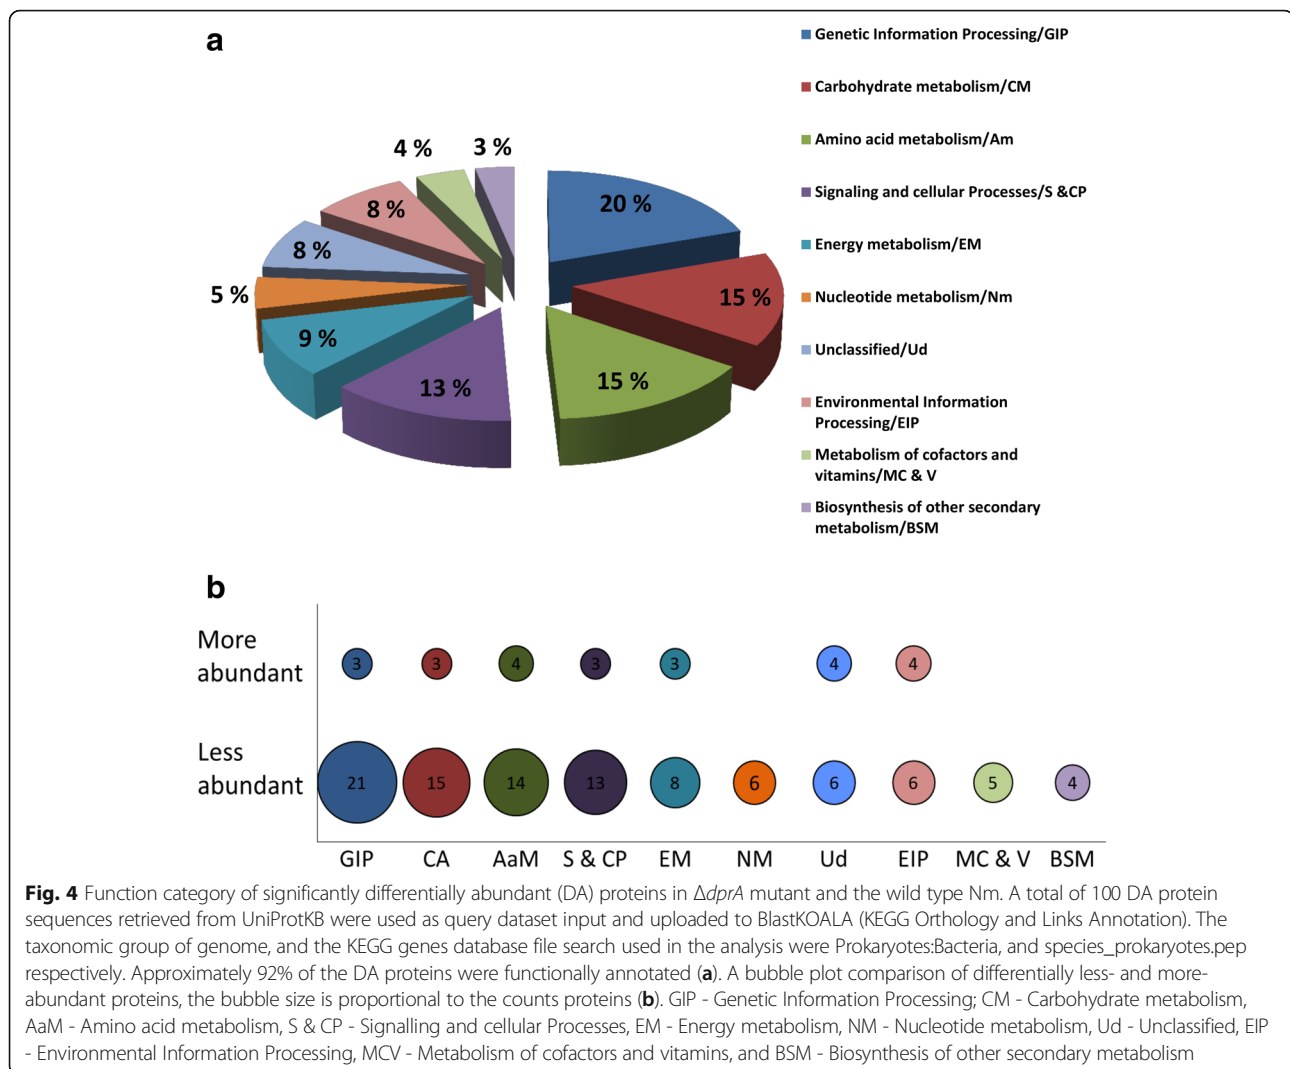 a
Genetic Information Processing/GIP
Carbohydrate metabolism/CM
Amino acid metabolism/Am
Signaling and cellular Processes/S &CP
Energy metabolism/EM
Nucleotide metabolism/Nm
Unclassified/Ud
Environmental Information
Processing/EIP
Metabolism of cofactors and
vitamins/MC & V
Biosynthesis of other secondary
metabolism/BSM
4 %
3 %
8 %
20 %
8 %
5 %
15 %
9 %
13 %
15 %
b
More
abundant
3 3 4 3 3 4 4
Less
abundant
21 15 14 13 8 6 6 6 5 4
GIP CA AaM S & CP EM NM Ud EIP MC & V BSM
Fig. 4 Function category of significantly differentially abundant (DA) proteins in ΔdprA mutant and the wild type Nm. A total of 100 DA protein
sequences retrieved from UniProtKB were used as query dataset input and uploaded to BlastKOALA (KEGG Orthology and Links Annotation). The
taxonomic group of genome, and the KEGG genes database file search used in the analysis were Prokaryotes:Bacteria, and species_prokaryotes.pep
respectively. Approximately 92% of the DA proteins were functionally annotated (a). A bubble plot comparison of differentially less- and more-
abundant proteins, the bubble size is proportional to the counts proteins (b). GIP - Genetic Information Processing; CM - Carbohydrate metabolism,
AaM - Amino acid metabolism, S & CP - Signalling and cellular Processes, EM - Energy metabolism, NM - Nucleotide metabolism, Ud - Unclassified, EIP
- Environmental Information Processing, MCV - Metabolism of cofactors and vitamins, and BSM - Biosynthesis of other secondary metabolism